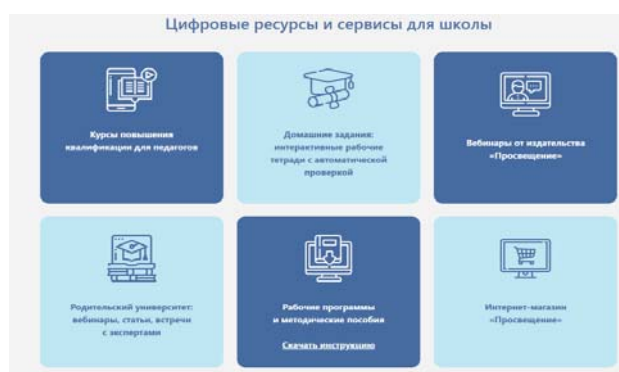 Цифровые ресурсы и сервисы для школы
Курсы повышения
квалификации для педагогов
Домашние задания:
интерактивные рабочие
тетради с автоматической
проверкой
Вебинары от издательства
«Просвещение»
Родительский университет:
вебинары, статьи, встречи
с экспертами
Рабочие программы
и методические пособия
Скачать инструкцию
Интернет-магазин
«Просвещение»